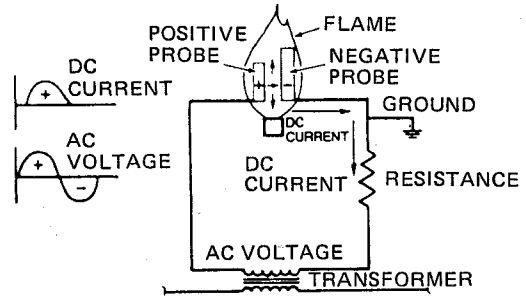 POSITIVE
PROBE
FLAME
NEGATIVE
PROBE
+
-
DC
CURRENT
+
GROUND
DC
CURRENT
AC
VOLTAGE
+
-
DC
CURRENT
RESISTANCE
AC VOLTAGE
TRANSFORMER